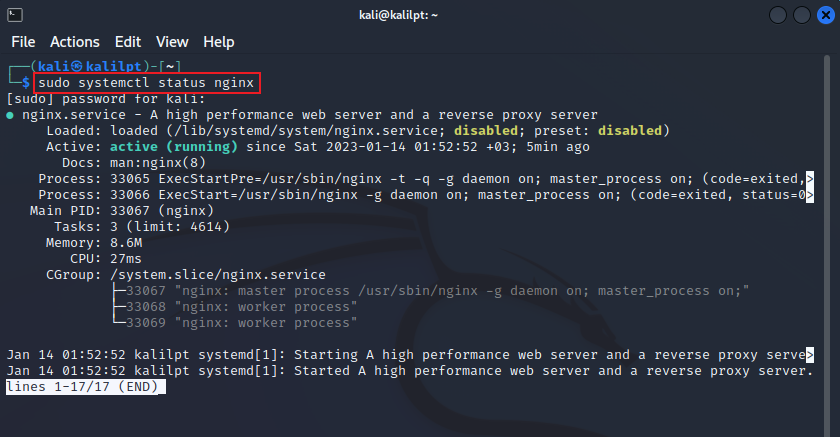 kali@kalilpt: ~
File Actions Edit View Help
┌──(kali㉿kalilpt)-[~]
└─$ sudo systemctl status nginx
[sudo] password for kali:
● nginx.service - A high performance web server and a reverse proxy server
Loaded: loaded (/lib/systemd/system/nginx.service; disabled; preset: disabled)
Active: active (running) since Sat 2023-01-14 01:52:52 +03; 5min ago
Docs: man:nginx(8)
Process: 33065 ExecStartPre=/usr/sbin/nginx -t -q -g daemon on; master_process on; (code=exited,>
Process: 33066 ExecStart=/usr/sbin/nginx -g daemon on; master_process on; (code=exited, status=0>
Main PID: 33067 (nginx)
Tasks: 3 (limit: 4614)
Memory: 8.6M
CPU: 27ms
CGroup: /system.slice/nginx.service
├─33067 "nginx: master process /usr/sbin/nginx -g daemon on; master_process on;"
├─33068 "nginx: worker process"
└─33069 "nginx: worker process"
Jan 14 01:52:52 kalilpt systemd[1]: Starting A high performance web server and a reverse proxy serve>
Jan 14 01:52:52 kalilpt systemd[1]: Started A high performance web server and a reverse proxy server.
lines 1-17/17 (END)